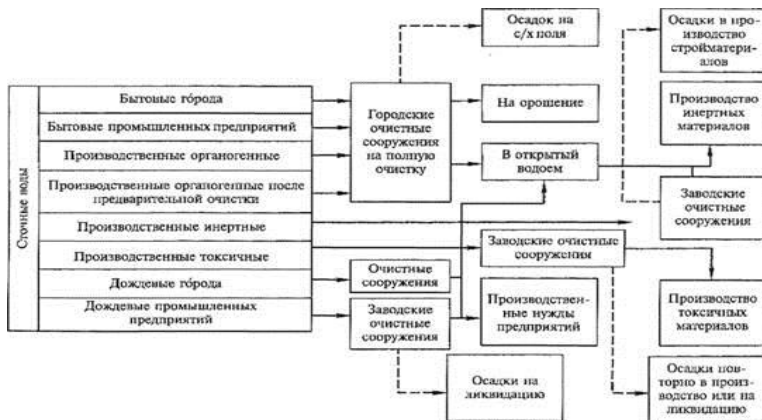 Сточные воды
Бытовые города
Бытовые промышленных предприятий
Производственные органогенные
Производственные органогенные после
предварительной очистки
Производственные инертные
Производственные токсичные
Дождевые города
Дождевые промышленных
предприятий
Городские
очистные
сооружения
на полную
очистку
Очистные
сооружения
Заводские
очистные
сооружения
Осадок на
с/х поля
На орошение
В открытый
водоем
Заводские очистные
сооружения
Производствен-
ные нужды
предприятий
Осадки на
ликвидацию
Осадки в про-
изводство
стройматери-
алов
Производство
инертных
материалов
Заводские
очистные
сооружения
Производство
токсичных
материалов
Осадки пов-
торно в произ-
водство или на
ликвидацию